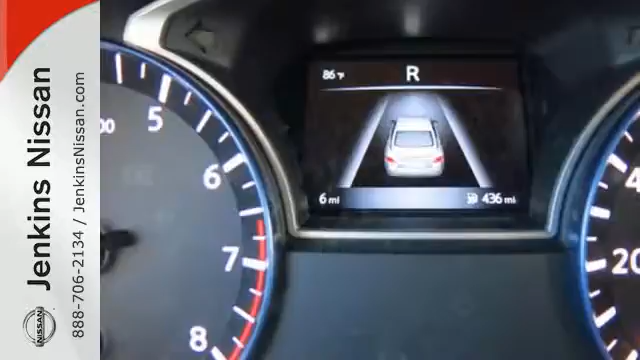 Jenkins Nissan
888-706-2134 / JenkinsNissan.com
NISSAN
86°F
R
6 mi
436 mi
5
6
7
8
00
4
20